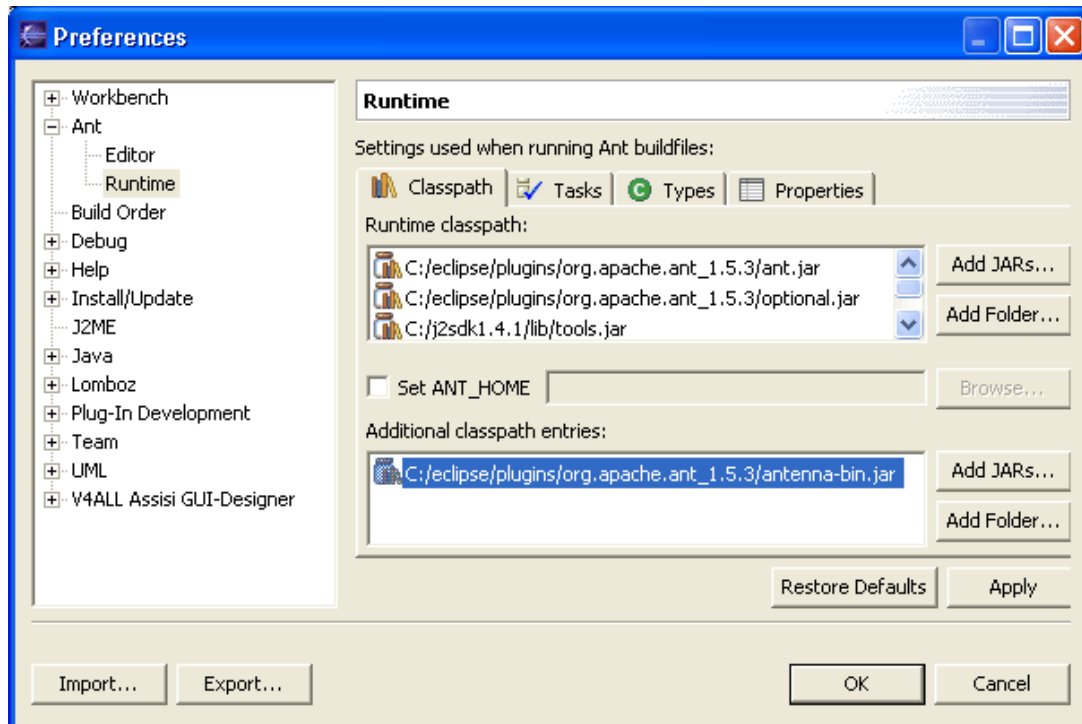 Preferences
Workbench
Ant
Editor
Runtime
Build Order
Debug
Help
Install/Update
J2ME
Java
Lomboz
Plug-In Development
Team
UML
V4ALL Assisi GUI-Designer
Runtime
Settings used when running Ant buildfiles:
Classpath Tasks C Types Properties
Runtime classpath:
C:/eclipse/plugins/org.apache.ant_1.5.3/ant.jar
C:/eclipse/plugins/org.apache.ant_1.5.3/optional.jar
C:/j2sdk1.4.1/lib/tools.jar
Add JARs...
Add Folder...
Set ANT_HOME Browse...
Additional classpath entries:
C:/eclipse/plugins/org.apache.ant_1.5.3/antenna-bin.jar
Add JARs...
Add Folder...
Restore Defaults Apply
Import... Export... OK Cancel